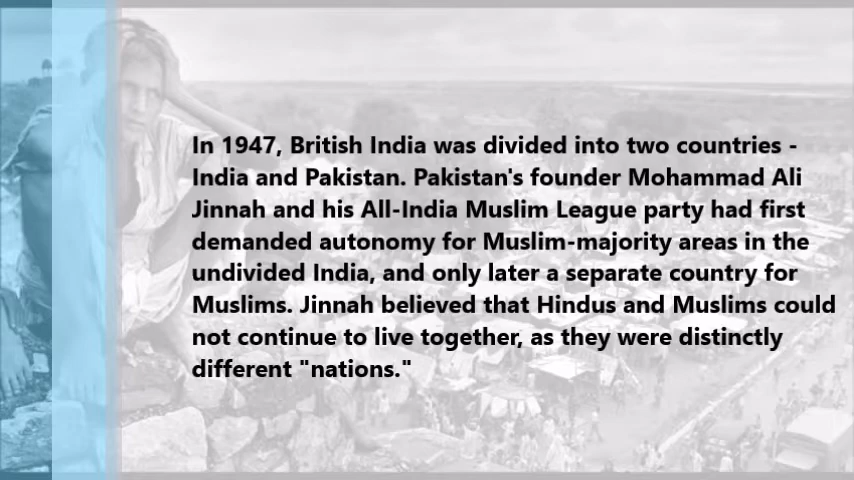 In 1947, British India was divided into two countries -
India and Pakistan. Pakistan's founder Mohammad Ali
Jinnah and his All-India Muslim League party had first
demanded autonomy for Muslim-majority areas in the
undivided India, and only later a separate country for
Muslims. Jinnah believed that Hindus and Muslims could
not continue to live together, as they were distinctly
different "nations."